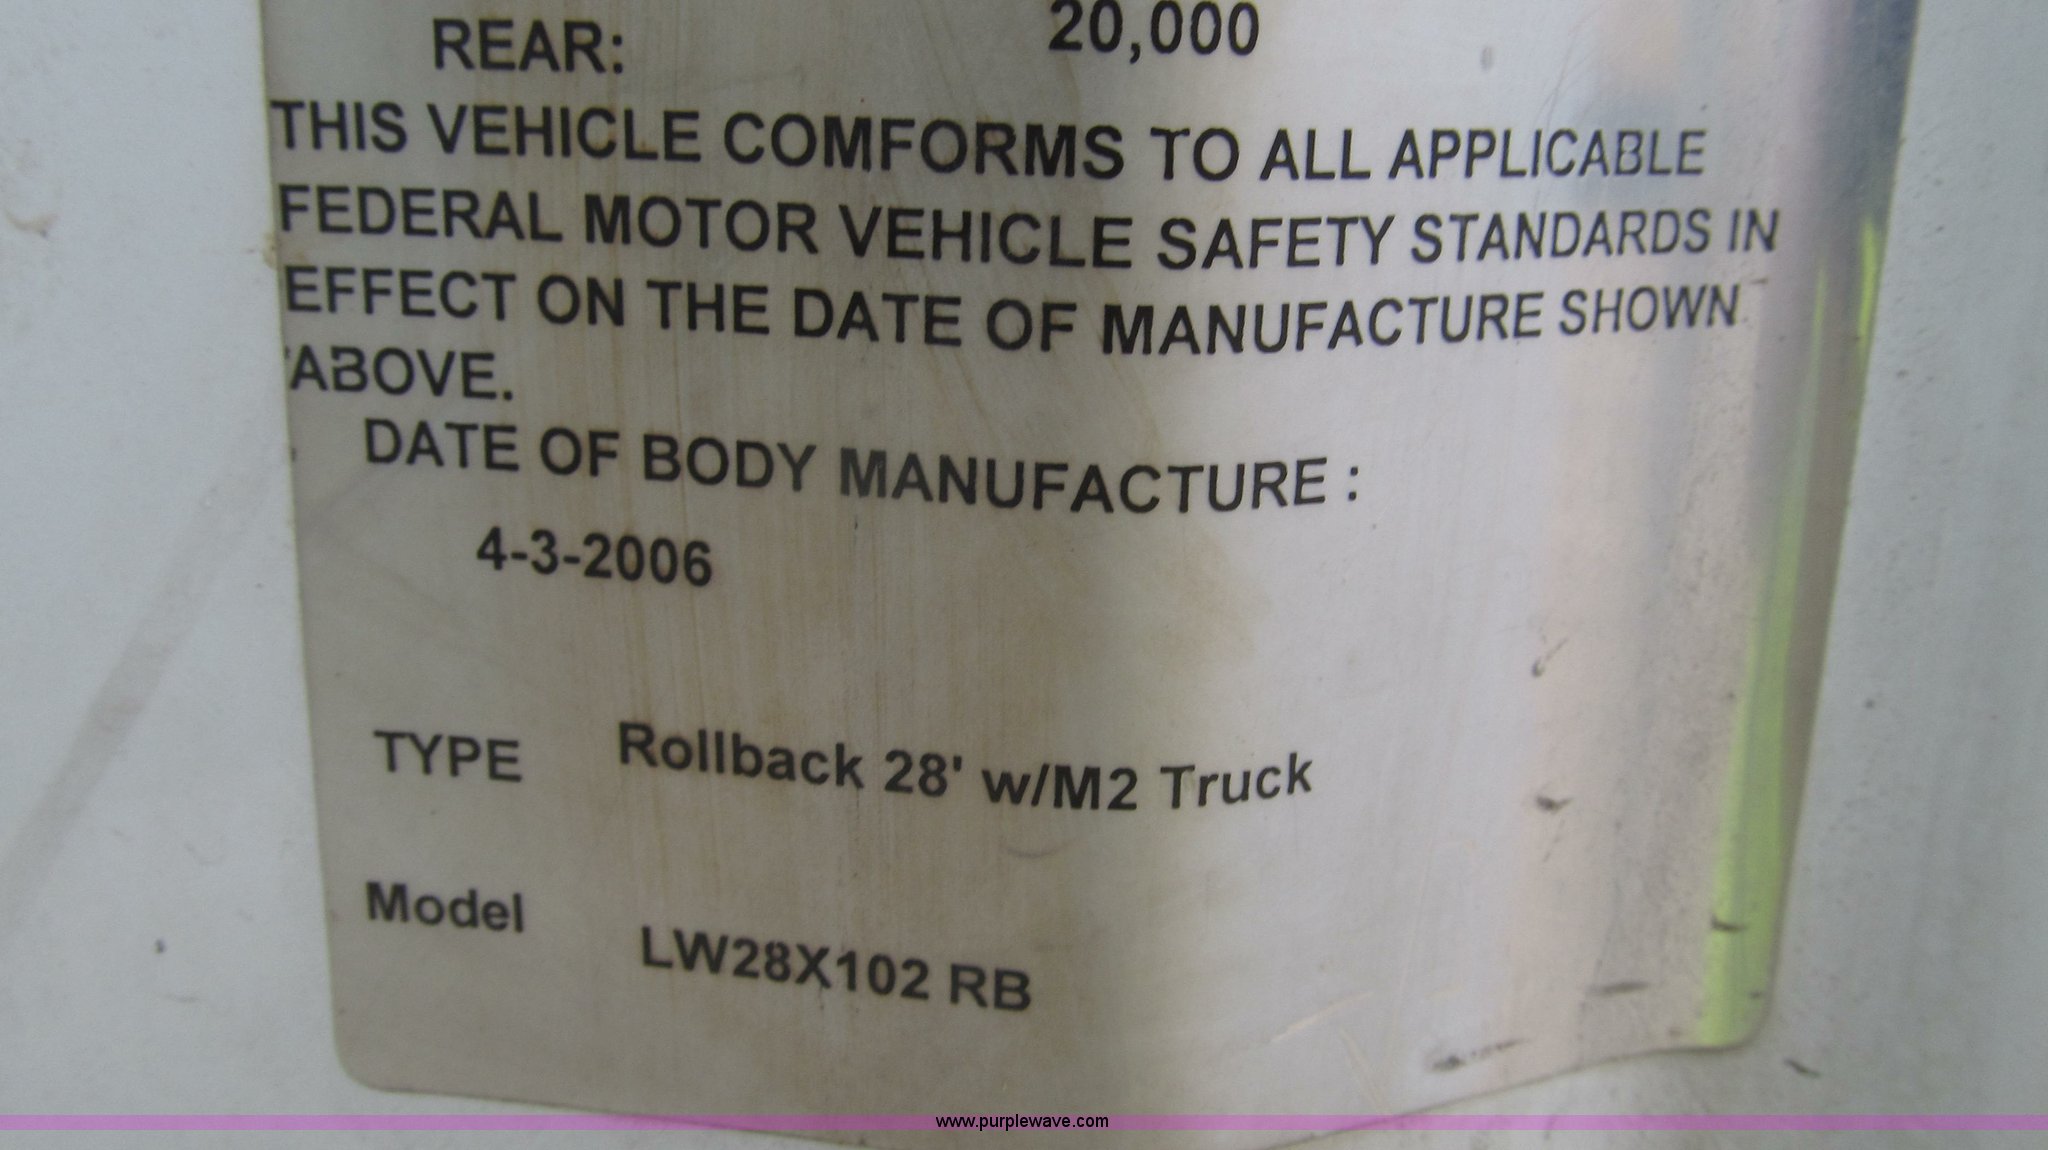 REAR: 20,000
THIS VEHICLE COMFORMS TO ALL APPLICABLE
FEDERAL MOTOR VEHICLE SAFETY STANDARDS IN
EFFECT ON THE DATE OF MANUFACTURE SHOWN
ABOVE.
DATE OF BODY MANUFACTURE :
4-3-2006
TYPE Rollback 28' w/M2 Truck
Model LW28X102 RB
www.purplewave.com